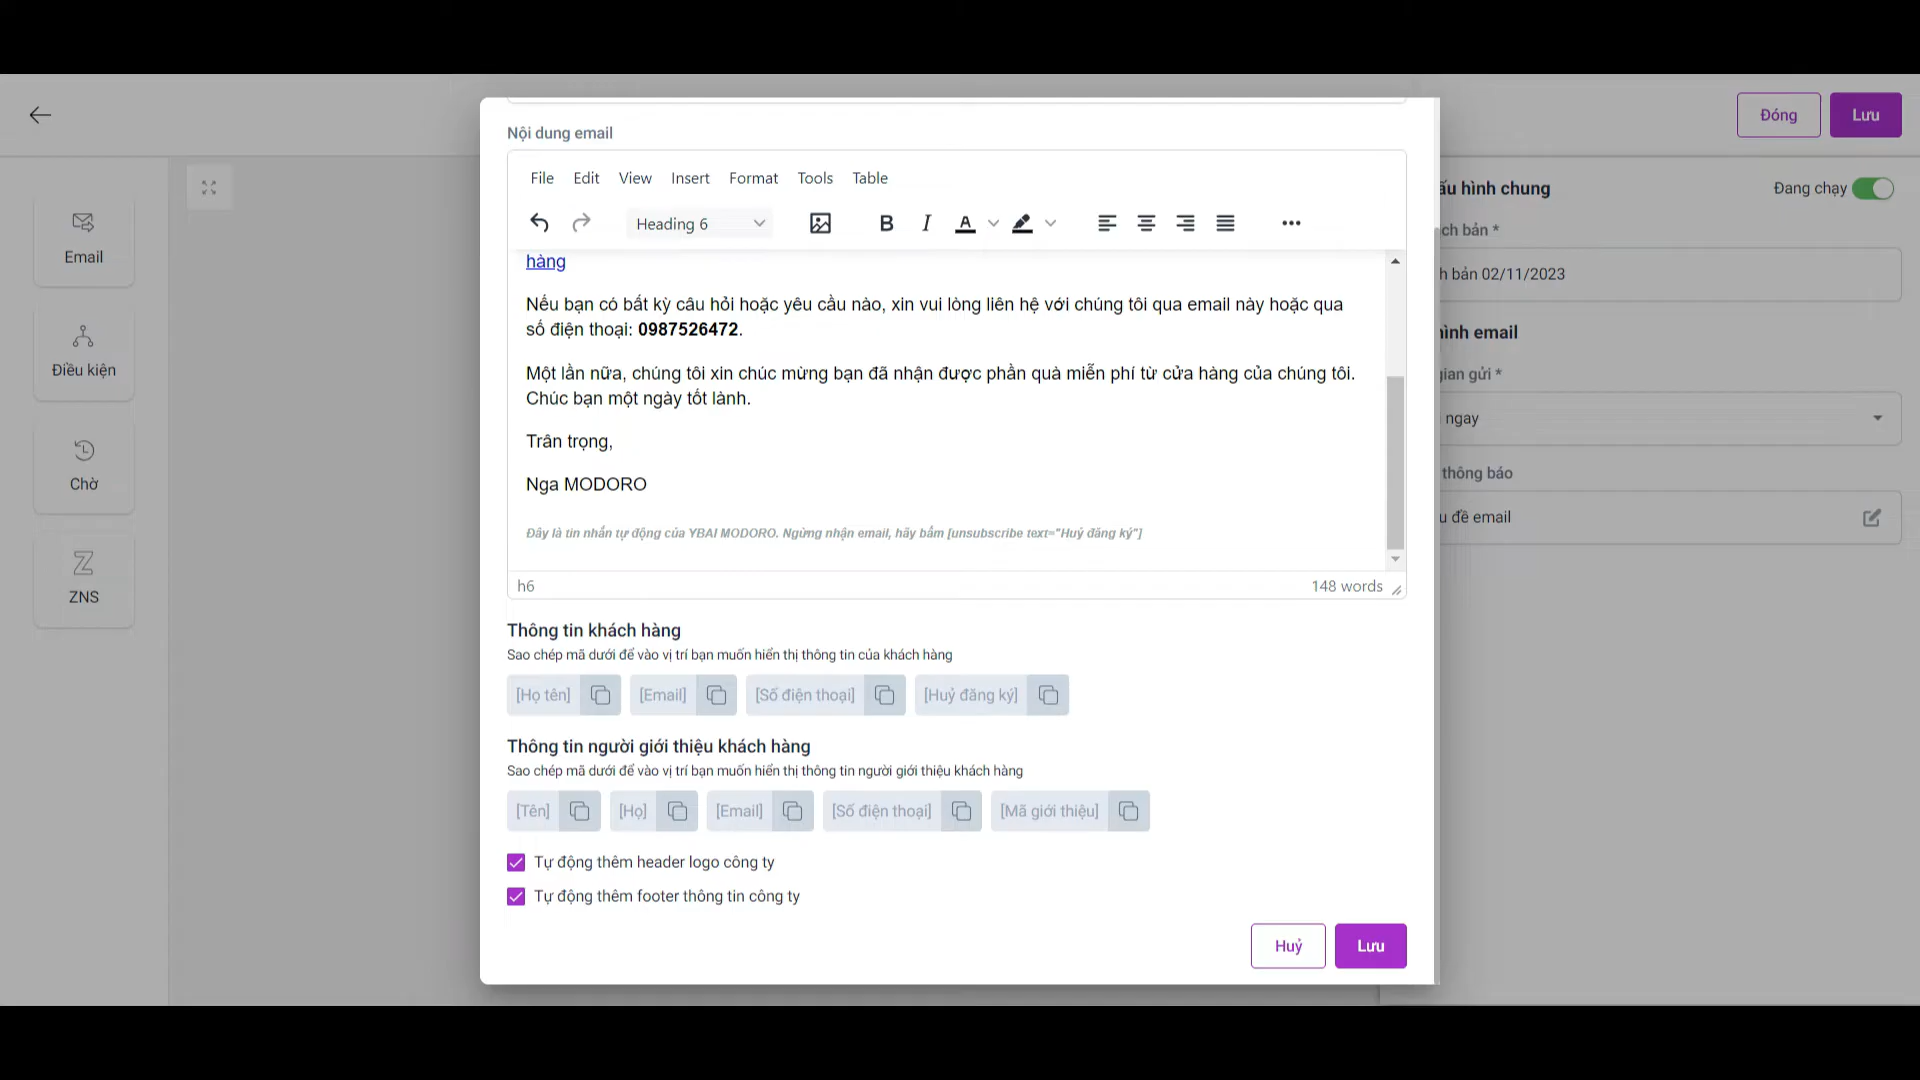 Đóng
Lưu
Email
Điều kiện
Chờ
ZNS
Nội dung email
File Edit View Insert Format Tools Table
Heading 6
hàng
Nếu bạn có bất kỳ câu hỏi hoặc yêu cầu nào, xin vui lòng liên hệ với chúng tôi qua email này hoặc qua
số điện thoại: 0987526472.
Một lần nữa, chúng tôi xin chúc mừng bạn đã nhận được phần quà miễn phí từ cửa hàng của chúng tôi.
Chúc bạn một ngày tốt lành.
Trân trọng,
Nga MODORO
Đây là tin nhắn tự động của YBAI MODORO. Ngừng nhận email, hãy bấm [unsubscribe text="Huỷ đăng ký"]
h6
148 words
Thông tin khách hàng
Sao chép mã dưới để vào vị trí bạn muốn hiển thị thông tin của khách hàng
[Họ tên] [Email] [Số điện thoại] [Huỷ đăng ký]
Thông tin người giới thiệu khách hàng
Sao chép mã dưới để vào vị trí bạn muốn hiển thị thông tin người giới thiệu khách hàng
[Tên] [Họ] [Email] [Số điện thoại] [Mã giới thiệu]
Tự động thêm header logo công ty
Tự động thêm footer thông tin công ty
Huỷ
Lưu
hình chung
Đang chạy
bản *
bản 02/11/2023
email
gửi *
ngay
thông báo
đề email